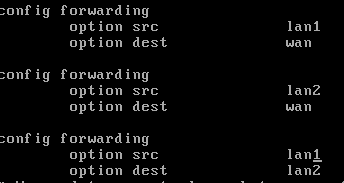 config forwarding
option src lan1
option dest wan
config forwarding
option src lan2
option dest wan
config forwarding
option src lan1
option dest lan2